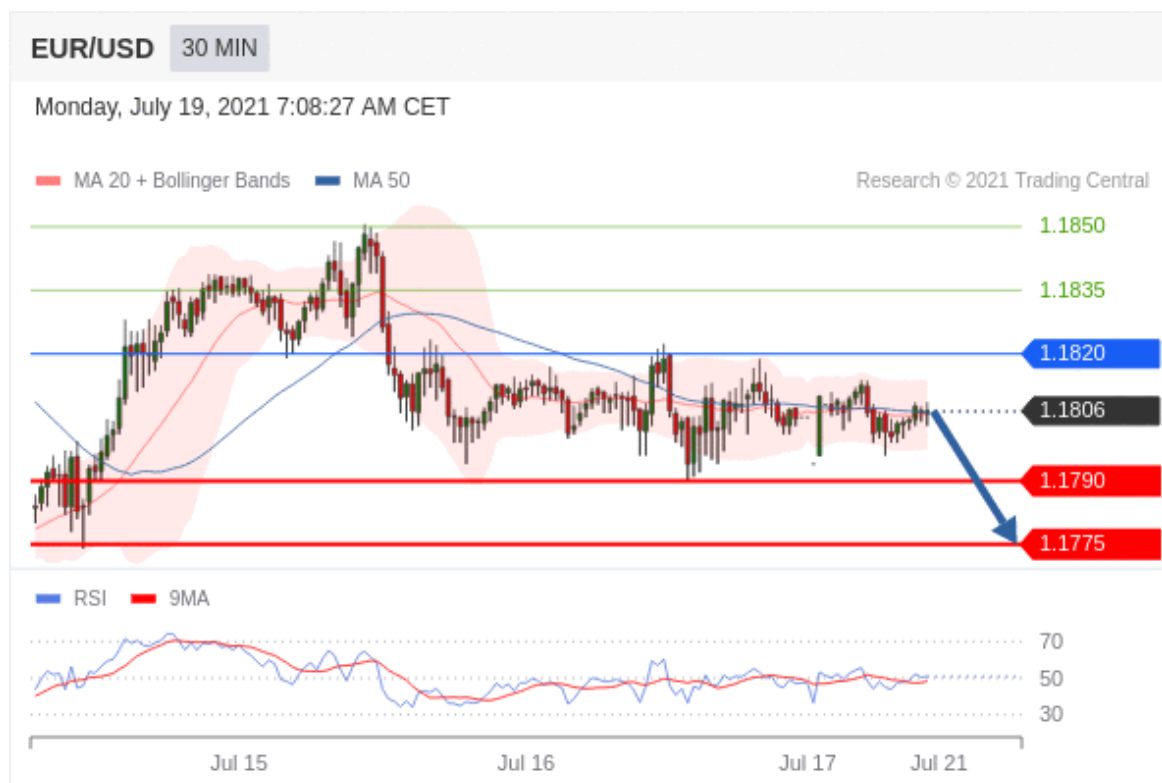 EUR/USD 30 MIN
Monday, July 19, 2021 7:08:27 AM CET
MA 20 + Bollinger Bands MA 50 Research © 2021 Trading Central
1.1850
1.1835
1.1820
1.1806
1.1790
1.1775
RSI 9MA
70
50
30
Jul 15 Jul 16 Jul 17 Jul 21